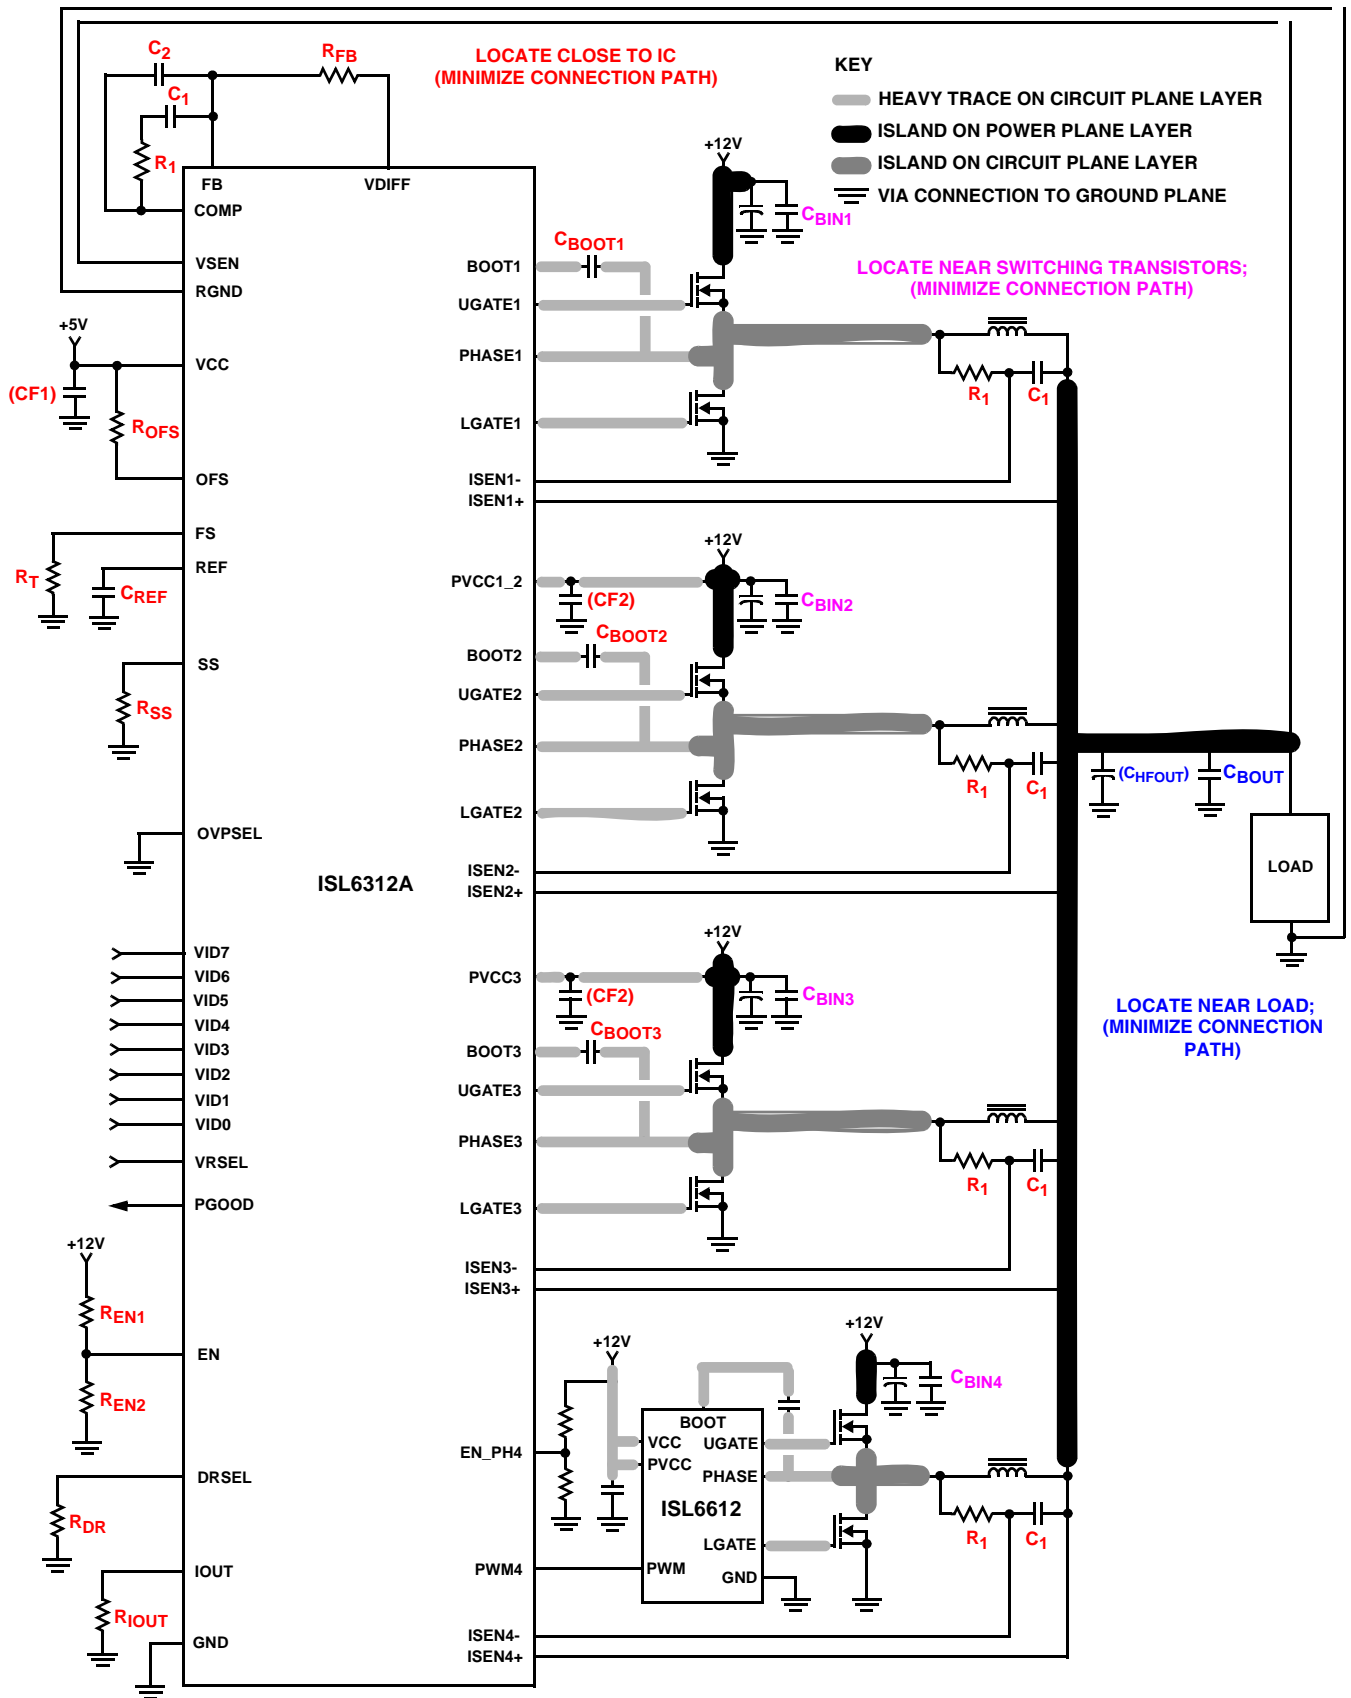 C2
RFB
C1
R1
LOCATE CLOSE TO IC
(MINIMIZE CONNECTION PATH)
KEY
HEAVY TRACE ON CIRCUIT PLANE LAYER
ISLAND ON POWER PLANE LAYER
ISLAND ON CIRCUIT PLANE LAYER
VIA CONNECTION TO GROUND PLANE
+12V
CBIN1
LOCATE NEAR SWITCHING TRANSISTORS;
(MINIMIZE CONNECTION PATH)
FB
VDIFF
COMP
VSEN
RGND
+5V
VCC
(CF1)
ROFS
OFS
FS
RT
REF
CREF
SS
RSS
OVPSEL
ISL6312A
VID7
VID6
VID5
VID4
VID3
VID2
VID1
VID0
VRSEL
PGOOD
+12V
REN1
EN
REN2
DRSEL
RDR
IOUT
RIOUT
GND
BOOT1
CBOOT1
UGATE1
PHASE1
LGATE1
R1
C1
ISEN1-
ISEN1+
+12V
PVCC1_2
(CF2)
CBIN2
CBOOT2
BOOT2
UGATE2
PHASE2
LGATE2
R1
C1
ISEN2-
ISEN2+
(CHFOUT)
CBOUT
LOAD
+12V
PVCC3
(CF2)
CBIN3
CBOOT3
BOOT3
UGATE3
PHASE3
LGATE3
R1
C1
ISEN3-
ISEN3+
LOCATE NEAR LOAD;
(MINIMIZE CONNECTION
PATH)
+12V
+12V
CBIN4
EN_PH4
BOOT
VCC
UGATE
PVCC
PHASE
ISL6612
LGATE
PWM
GND
R1
C1
PWM4
ISEN4-
ISEN4+